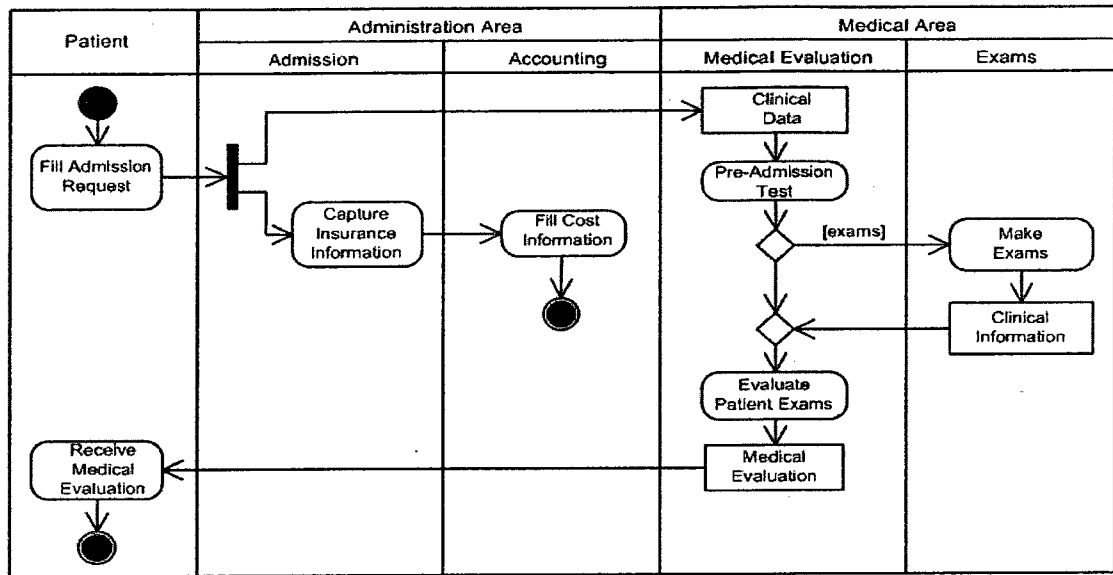 Patient
Administration Area
Medical Area
Admission
Accounting
Medical Evaluation
Exams
Fill Admission
Request
Clinical
Data
Pre-Admission
Test
Capture
Insurance
Information
Fill Cost
Information
[exams]
Make
Exams
Clinical
Information
Evaluate
Patient Exams
Receive
Medical
Evaluation
Medical
Evaluation